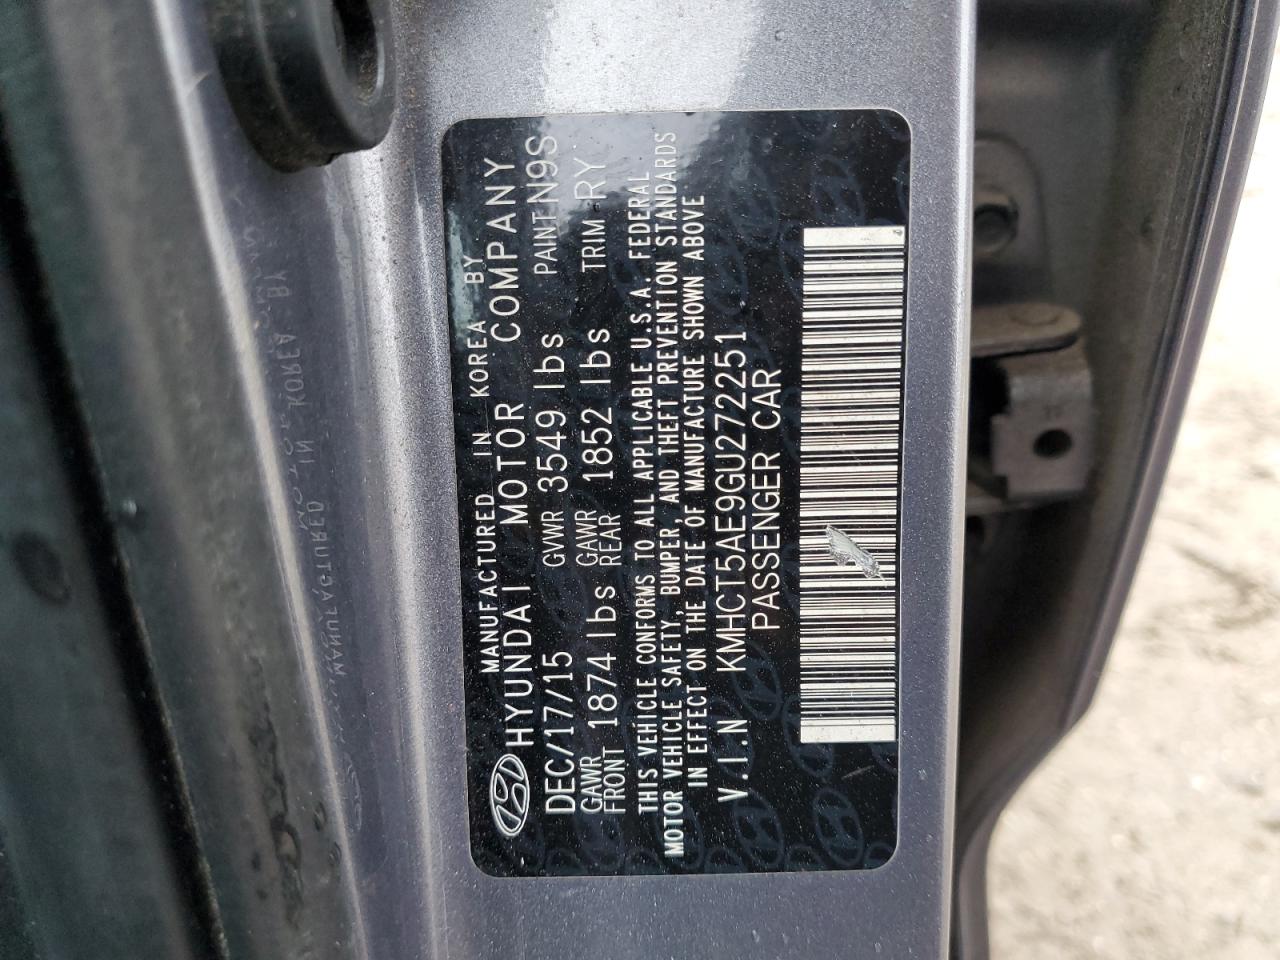 MANUFACTURED IN KOREA BY
HYUNDAI MOTOR COMPANY
DEC/17/15 GVWR 3549 lbs PAINT N9S
GAWR FRONT 1874 lbs GAWR REAR 1852 lbs TRIM RY
THIS VEHICLE CONFORMS TO ALL APPLICABLE U.S.A. FEDERAL
MOTOR VEHICLE SAFETY, BUMPER, AND THEFT PREVENTION STANDARDS
IN EFFECT ON THE DATE OF MANUFACTURE SHOWN ABOVE
V.I.N KMHCT5AE9GU272251
PASSENGER CAR